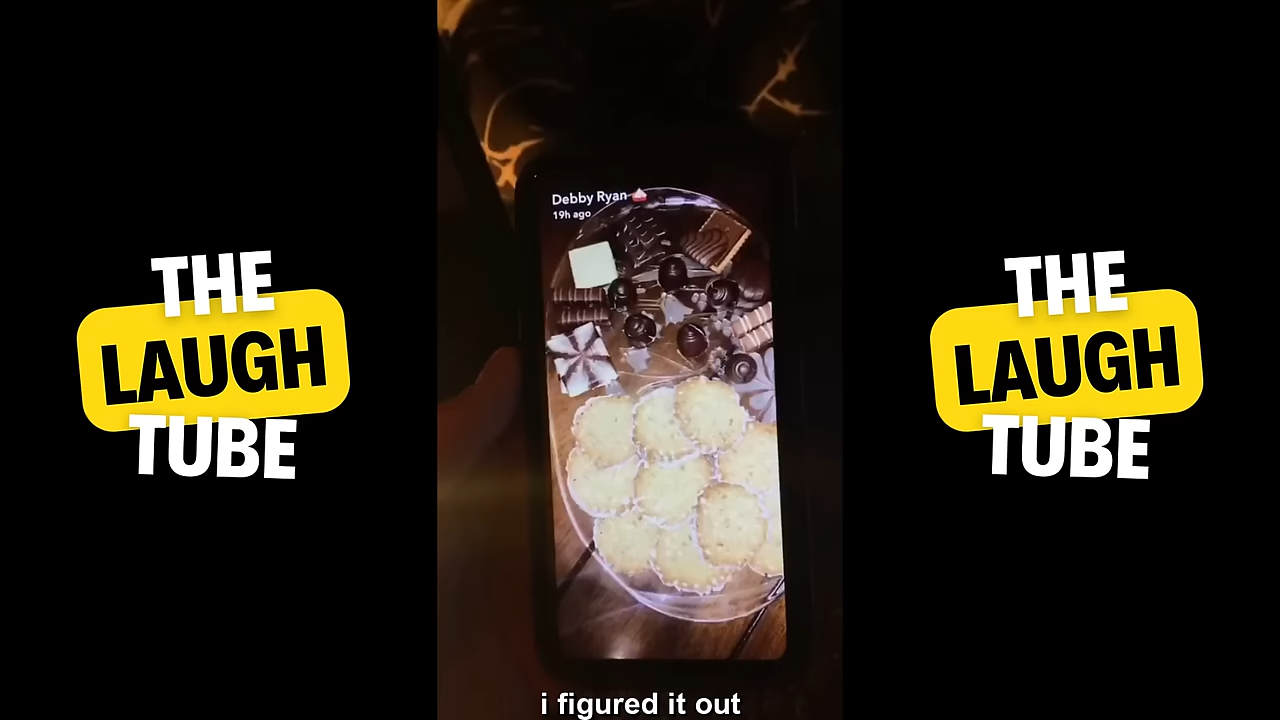 THE
LAUGH
TUBE
Debby Ryan 🧁
19h ago
THE
LAUGH
TUBE
i figured it out